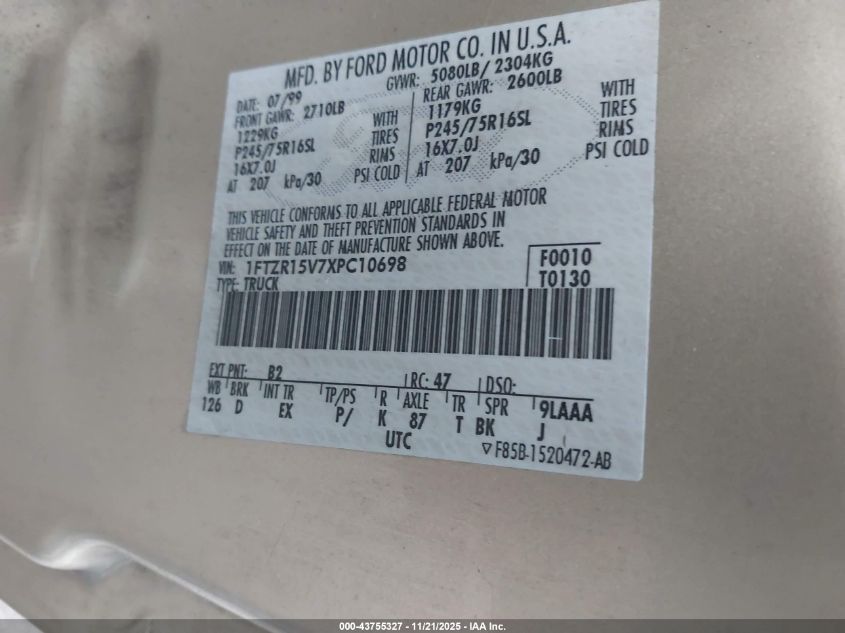 MFD. BY FORD MOTOR CO. IN U.S.A.
DATE: 07/99 GVWR: 5080LB/ 2304KG
FRONT GAWR: 2710LB REAR GAWR: 2600LB
1229KG WITH 1179KG WITH
P245/75R16SL TIRES P245/75R16SL TIRES
16X7.0J RIMS 16X7.0J RIMS
AT 207 kPa/30 PSI COLD AT 207 kPa/30 PSI COLD
THIS VEHICLE CONFORMS TO ALL APPLICABLE FEDERAL MOTOR
VEHICLE SAFETY AND THEFT PREVENTION STANDARDS IN
EFFECT ON THE DATE OF MANUFACTURE SHOWN ABOVE.
VIN: 1FTZR15V7XPC10698 F0010
TYPE: TRUCK T0130
EXT PNT: B2 RC: 47 DSO:
WB BRK INT TR TP/PS R AXLE TR SPR 9LAAA
126 D EX P/ K 87 T BK J
UTC F85B-1520472-AB
000-43755327 - 11/21/2025 - IAA Inc.